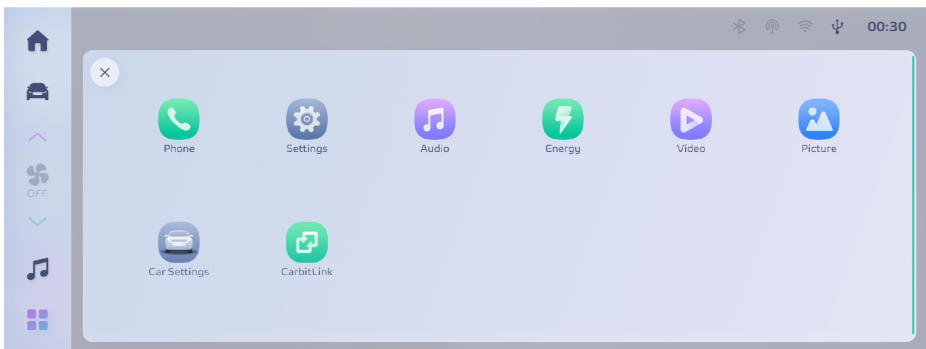 00:30
Phone
Settings
Audio
Energy
Video
Picture
OFF
Car Settings
CarbitLink